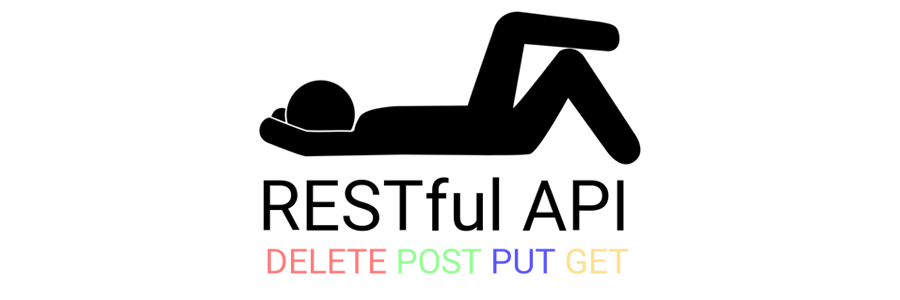 RESTful API
DELETE POST PUT GET